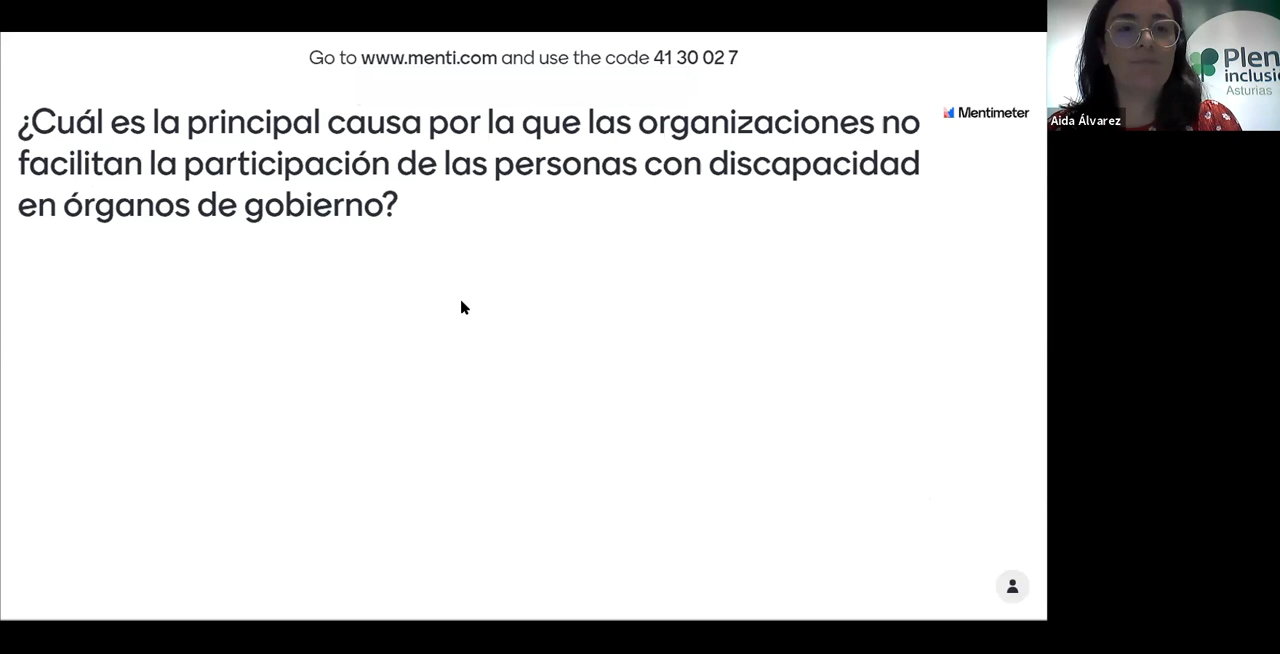 Go to www.menti.com and use the code 41 30 02 7
¿Cuál es la principal causa por la que las organizaciones no
facilitan la participación de las personas con discapacidad
en órganos de gobierno?
Mentimeter
Plen
inclusi
Asturias
Aida Álvarez